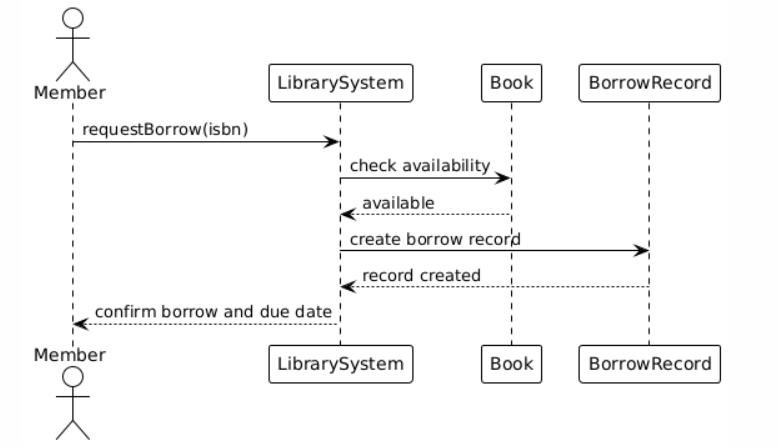 Member
LibrarySystem
Book
BorrowRecord
requestBorrow(isbn)
check availability
available
create borrow record
record created
confirm borrow and due date
Member
LibrarySystem
Book
BorrowRecord